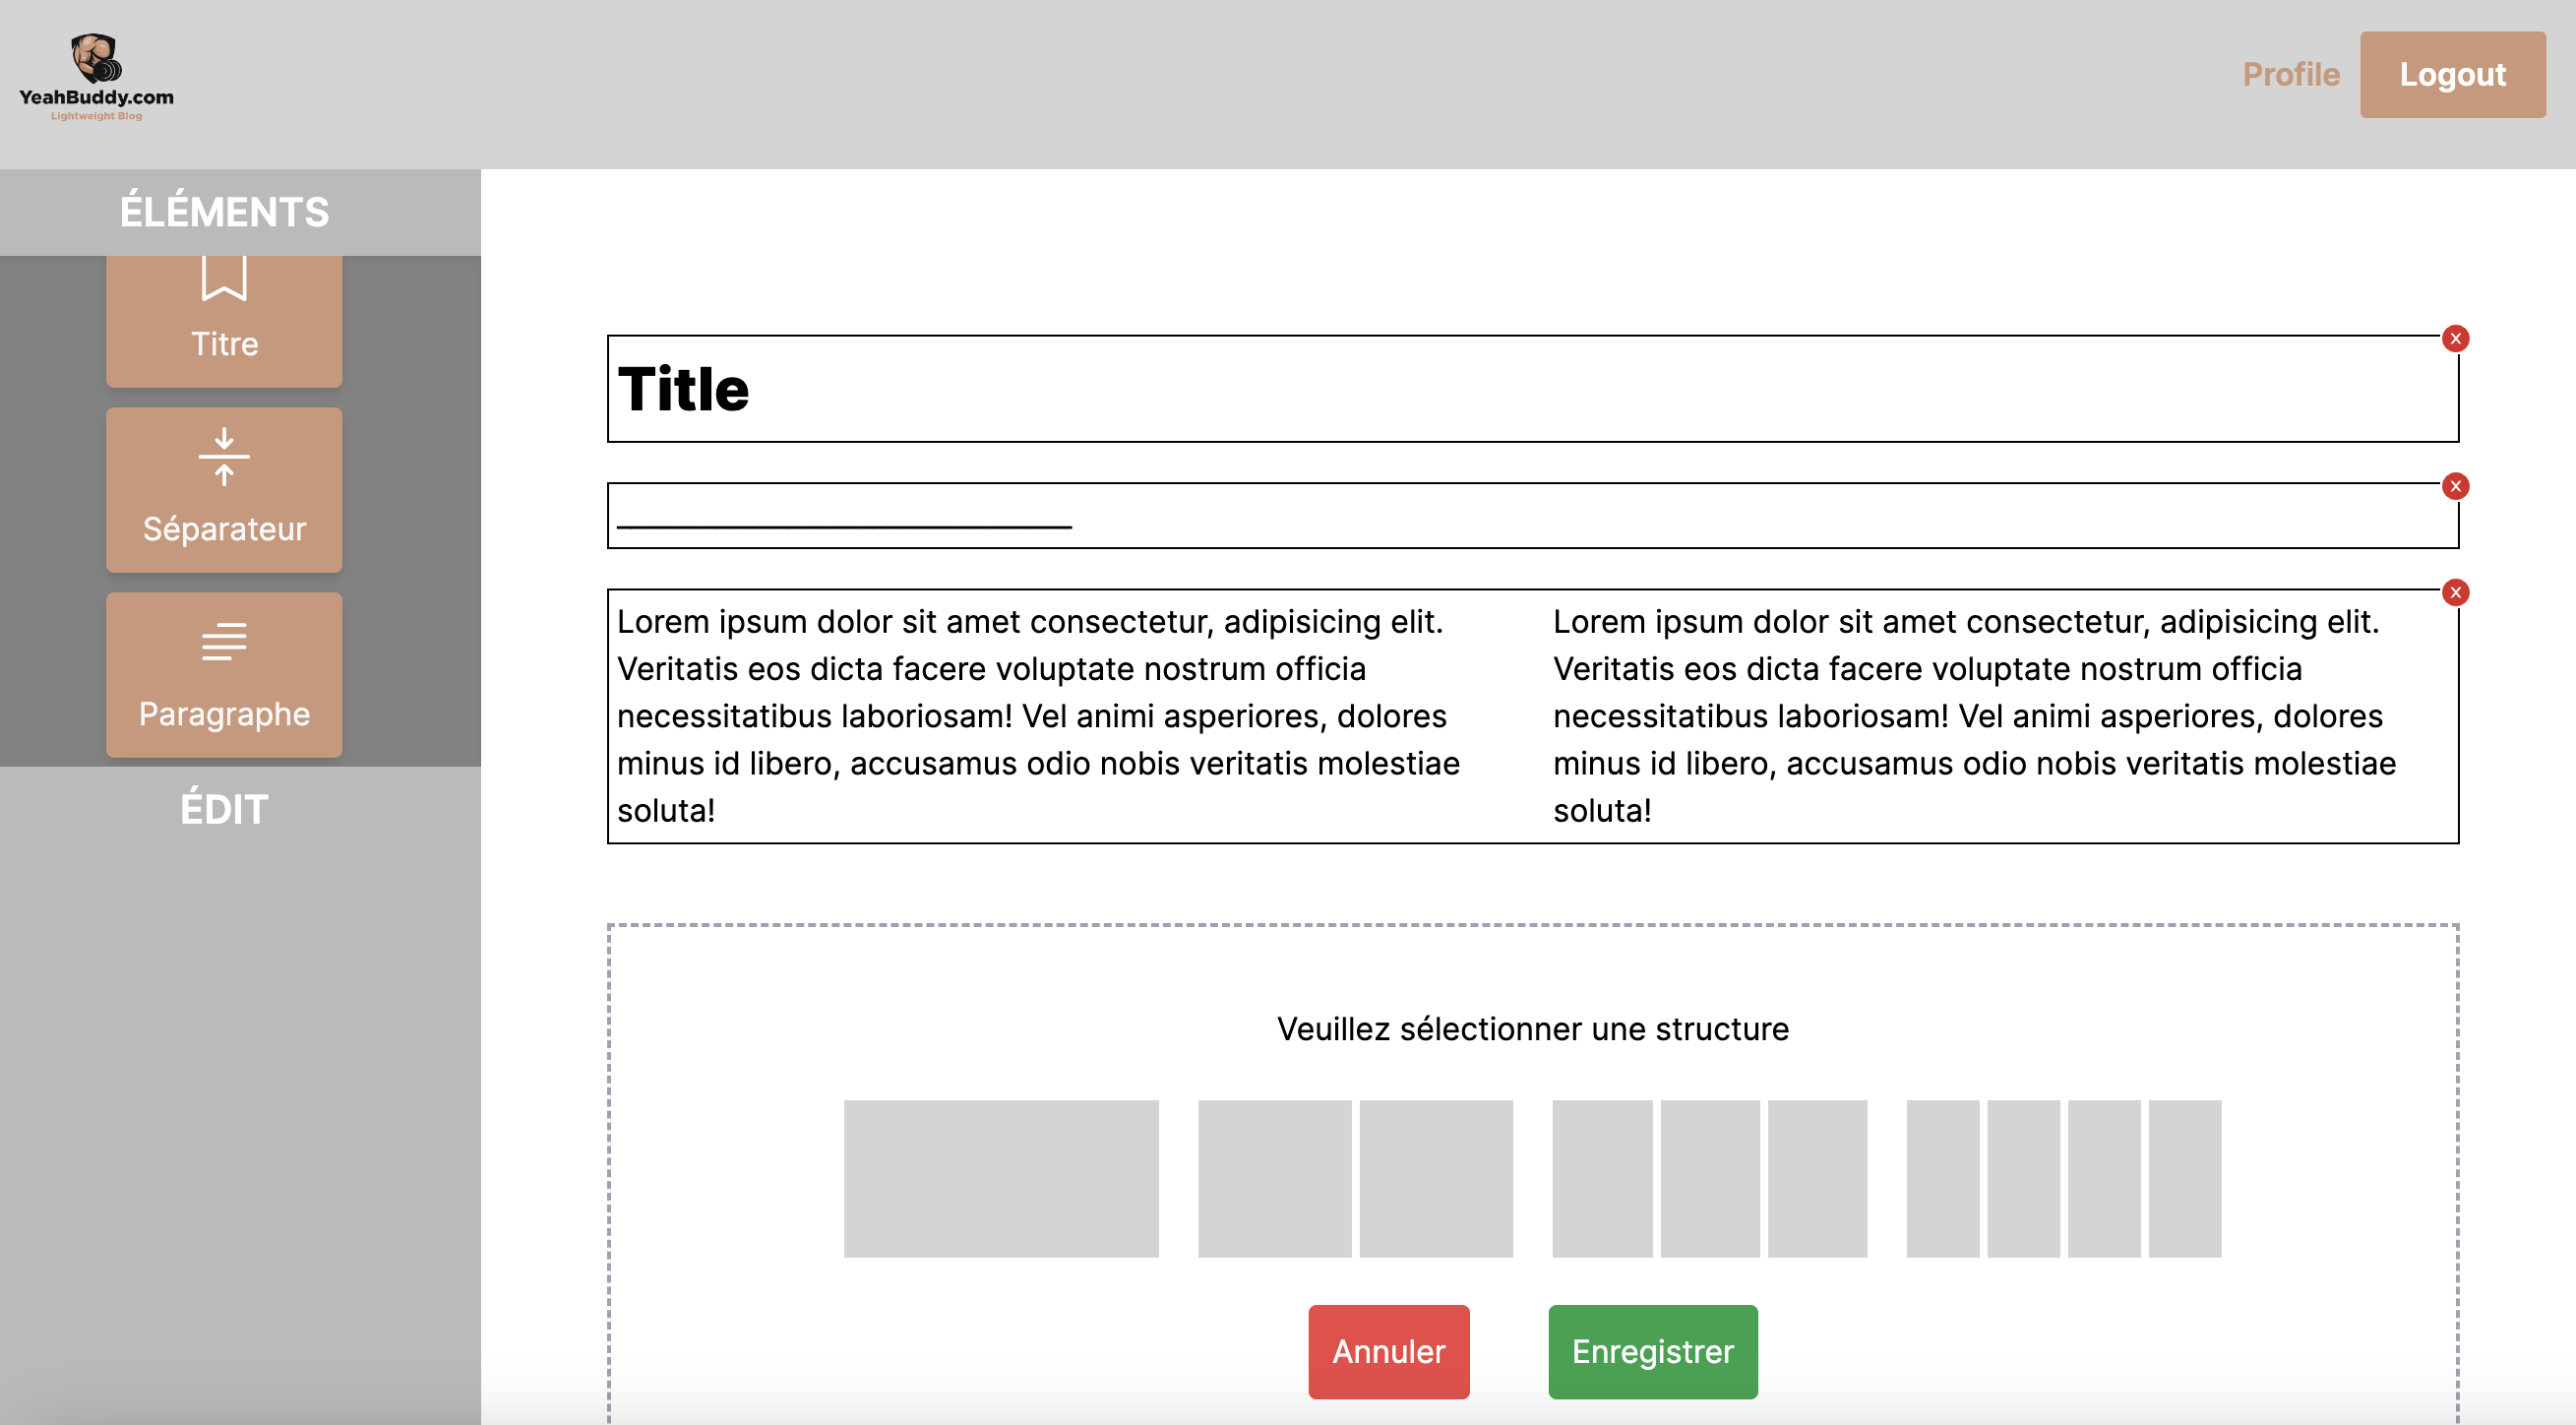 YeahBuddy.com
Lightweight Blog
Profile
Logout
ÉLÉMENTS
Titre
Séparateur
Paragraphe
ÉDIT
x
Title
x
________________________________
x
Lorem ipsum dolor sit amet consectetur, adipisicing elit.
Veritatis eos dicta facere voluptate nostrum officia
necessitatibus laboriosam! Vel animi asperiores, dolores
minus id libero, accusamus odio nobis veritatis molestiae
soluta!
Lorem ipsum dolor sit amet consectetur, adipisicing elit.
Veritatis eos dicta facere voluptate nostrum officia
necessitatibus laboriosam! Vel animi asperiores, dolores
minus id libero, accusamus odio nobis veritatis molestiae
soluta!
Veuillez sélectionner une structure
Annuler
Enregistrer